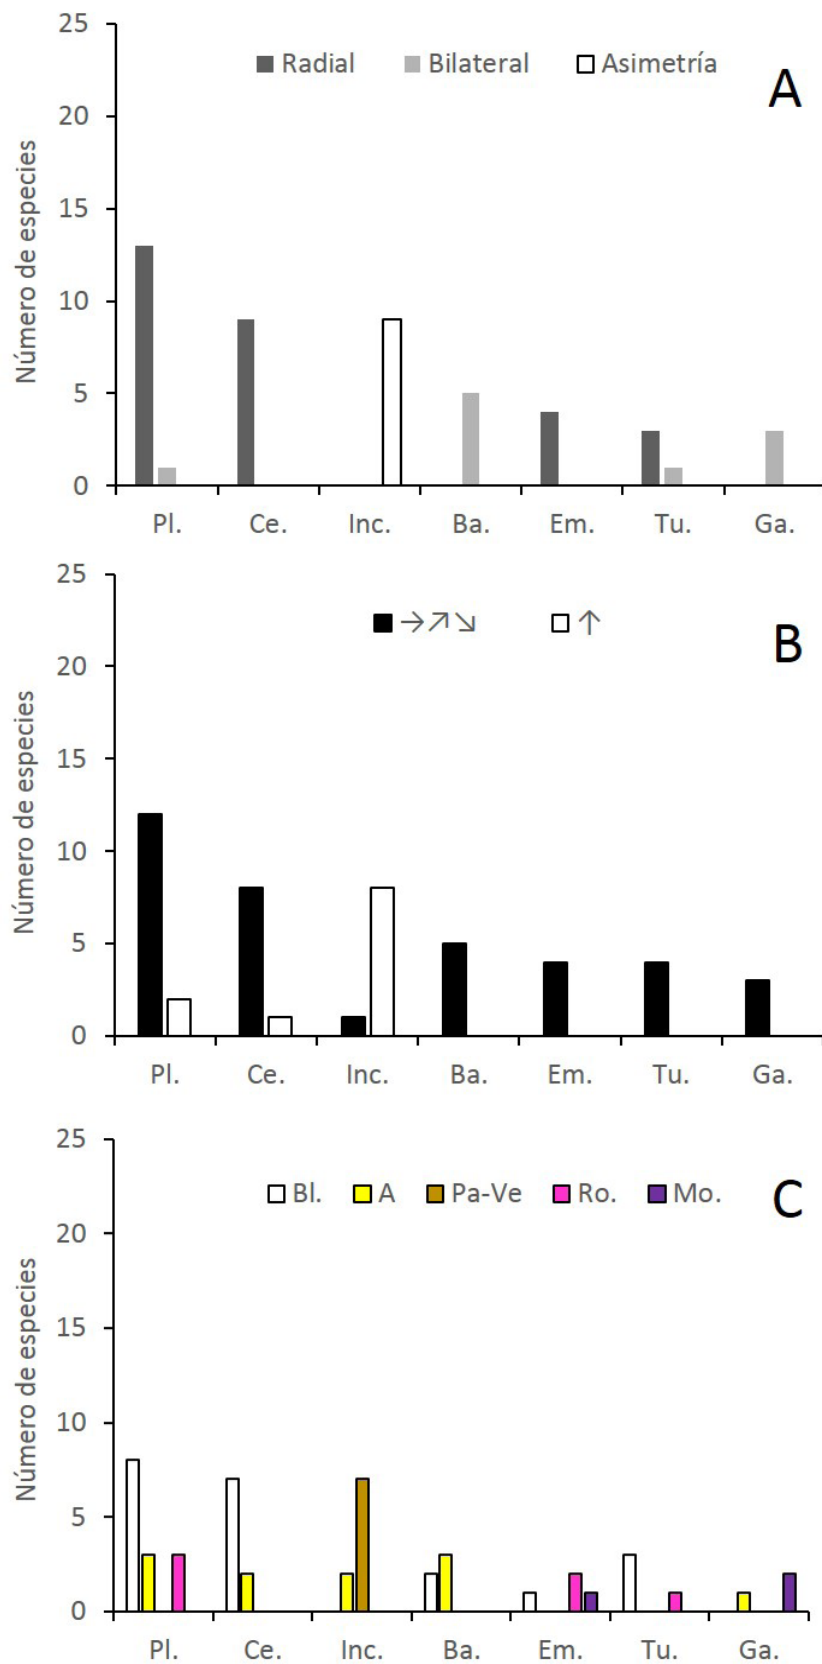 25
Radial Bilateral Asimetría
A
20
15
10
5
0
Número de especies
Pl. Ce. Inc. Ba. Em. Tu. Ga.
25
→↗↘ ↑
B
20
15
10
5
0
Número de especies
Pl. Ce. Inc. Ba. Em. Tu. Ga.
25
Bl. A Pa-Ve Ro. Mo.
C
20
15
10
5
0
Número de especies
Pl. Ce. Inc. Ba. Em. Tu. Ga.